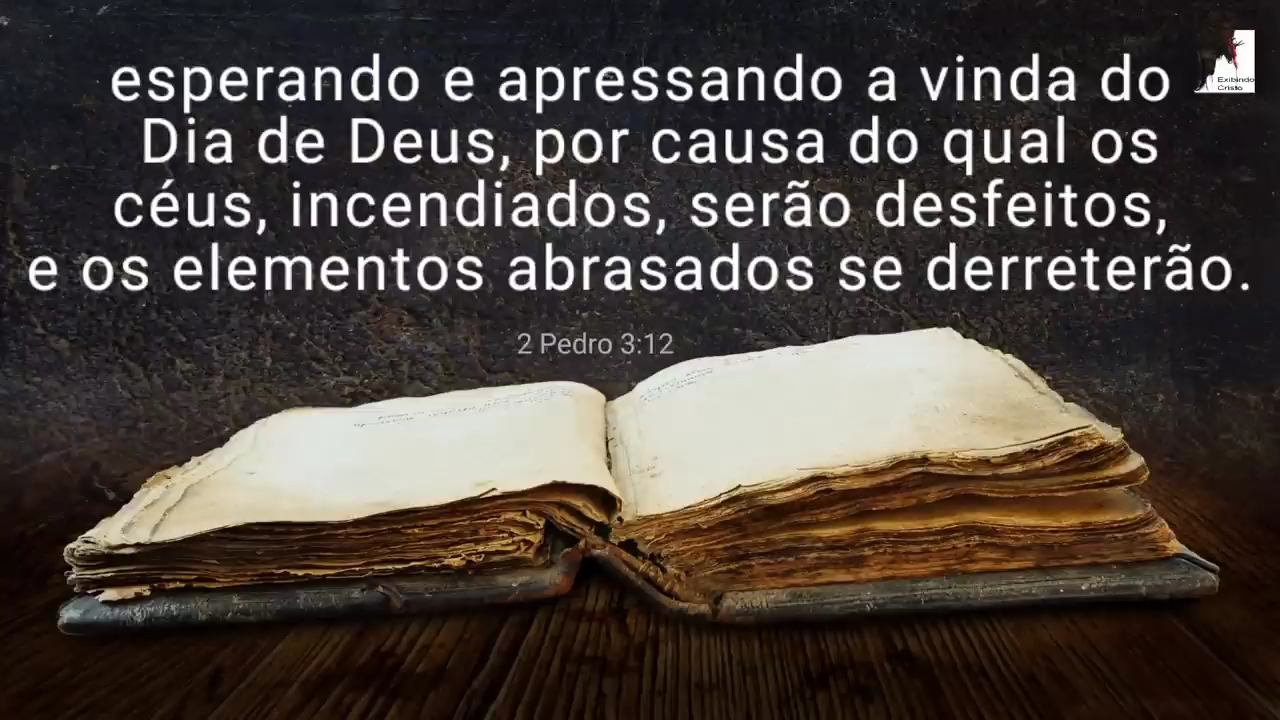 esperando e apressando a vinda do
Dia de Deus, por causa do qual os
céus, incendiados, serão desfeitos,
e os elementos abrasados se derreterão.
2 Pedro 3:12
Exibindo
Cristo